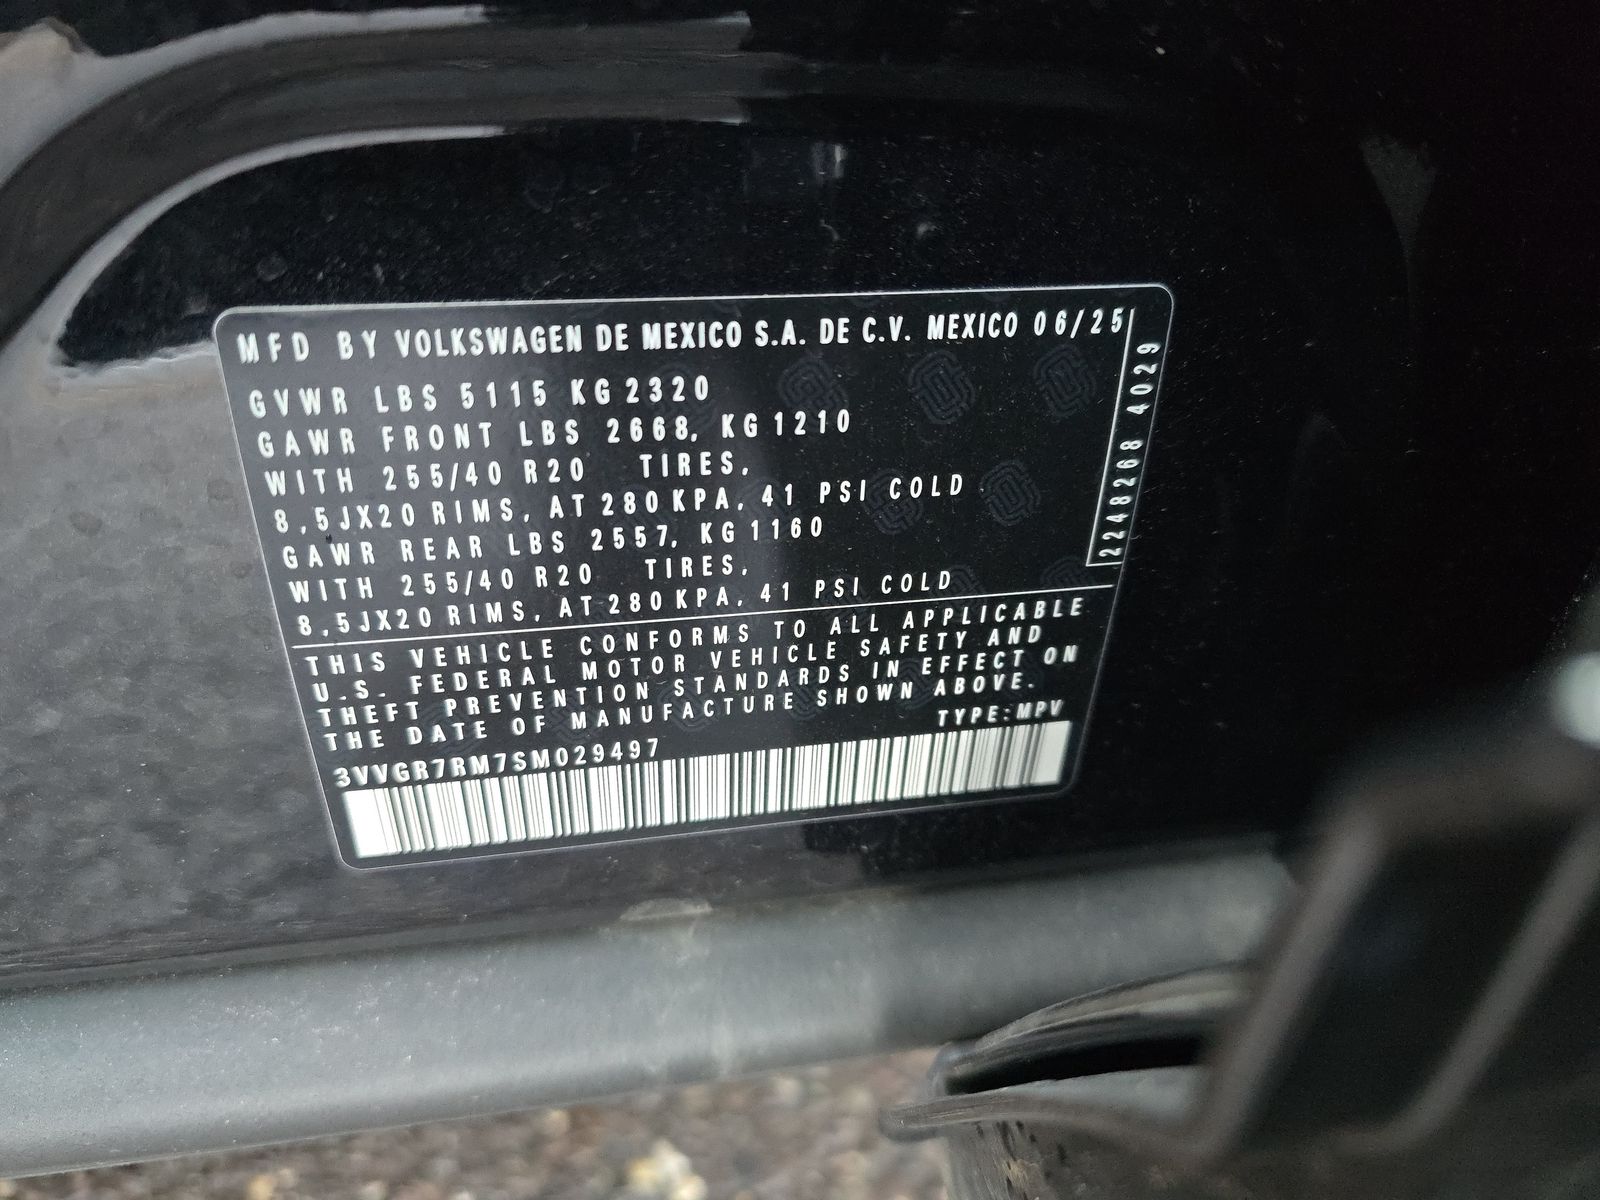 MFD BY VOLKSWAGEN DE MEXICO S.A. DE C.V. MEXICO 06/25
GVWR LBS 5115 KG 2320
GAWR FRONT LBS 2668, KG 1210
WITH 255/40 R20 TIRES,
8,5JX20 RIMS, AT 280 KPA, 41 PSI COLD
GAWR REAR LBS 2557, KG 1160
WITH 255/40 R20 TIRES,
8,5JX20 RIMS, AT 280 KPA, 41 PSI COLD
2248268 4029
THIS VEHICLE CONFORMS TO ALL APPLICABLE
U.S. FEDERAL MOTOR VEHICLE SAFETY AND
THEFT PREVENTION STANDARDS IN EFFECT ON
THE DATE OF MANUFACTURE SHOWN ABOVE.
3VVGR7RM7SM029497 TYPE:MPV